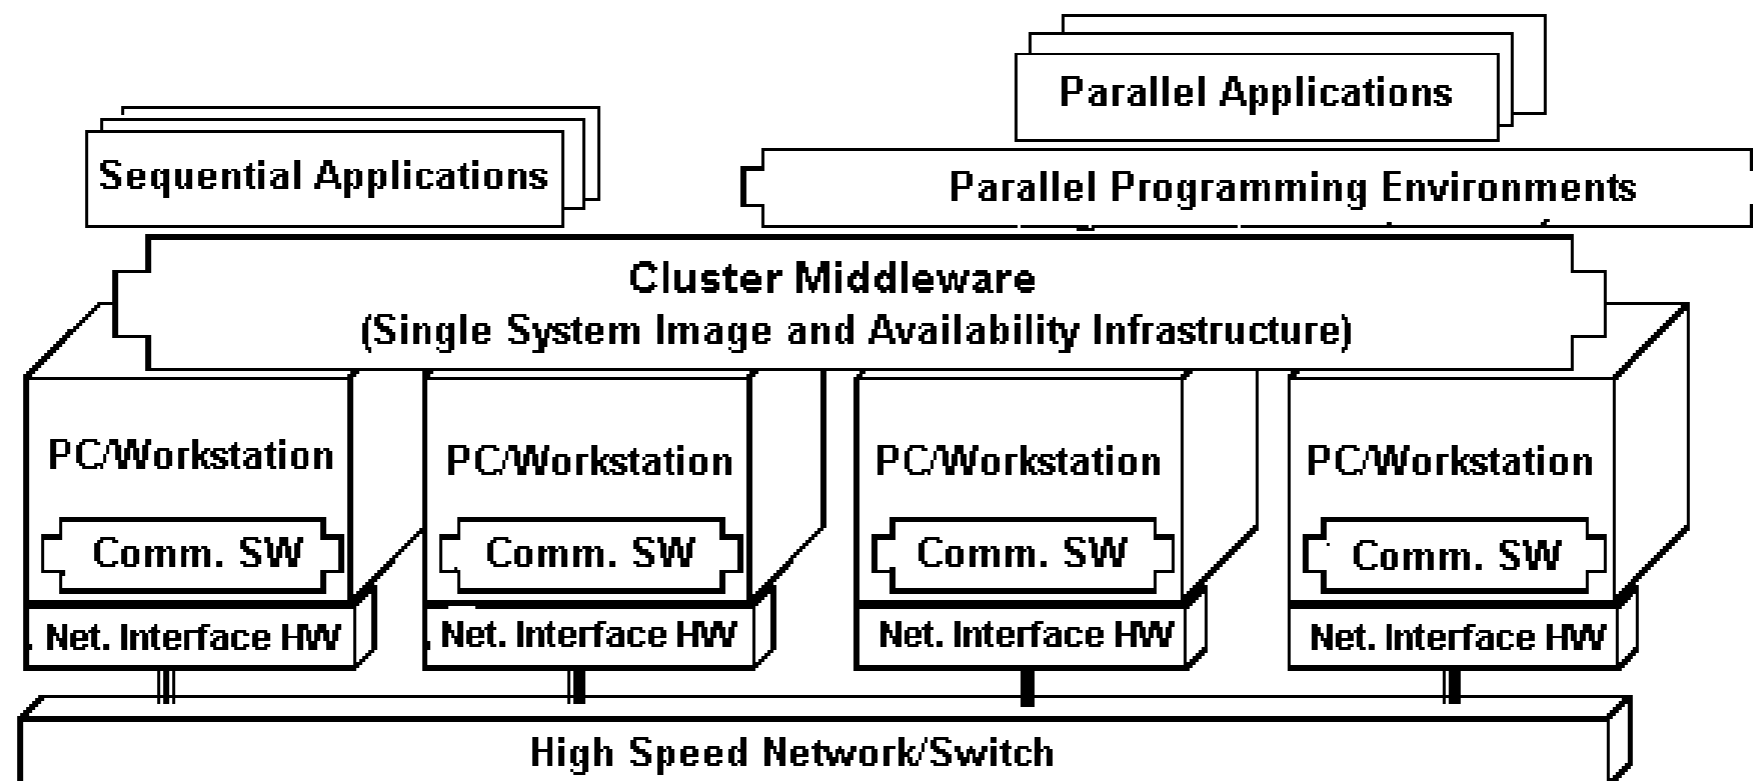 Parallel Applications
Sequential Applications
Parallel Programming Environments
Cluster Middleware
(Single System Image and Availability Infrastructure)
PC/Workstation
PC/Workstation
PC/Workstation
PC/Workstation
Comm. SW
Comm. SW
Comm. SW
Comm. SW
Net. Interface HW
Net. Interface HW
Net. Interface HW
Net. Interface HW
High Speed Network/Switch